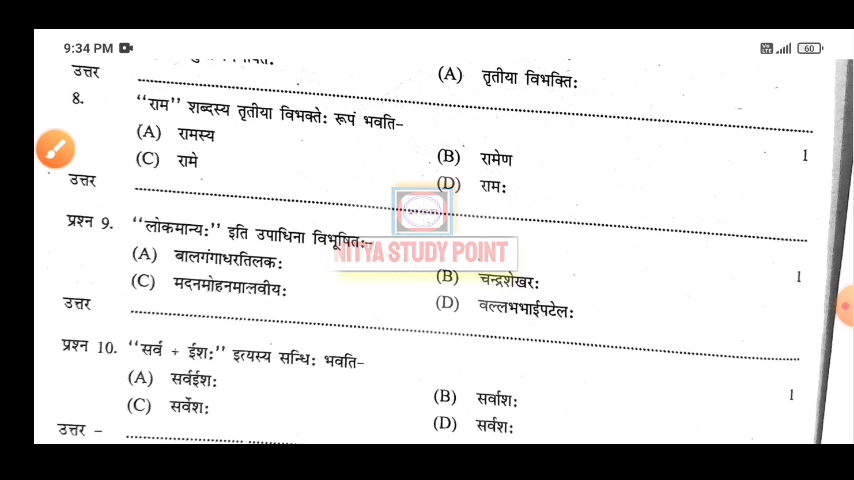 9:34 PM
60
उत्तर
(A) तृतीया विभक्ति:
8. "राम" शब्दस्य तृतीया विभक्ते: रूपं भवति– 1
(A) रामस्य
(B) रामेण
(C) रामे
(D) राम:
उत्तर
प्रश्न 9. "लोकमान्य:" इति उपाधिना विभूषित:– 1
NITYA STUDY POINT
(A) बालगंगाधरतिलक:
(B) चन्द्रशेखर:
(C) मदनमोहनमालवीय:
(D) वल्लभभाईपटेल:
उत्तर
प्रश्न 10. "सर्व + ईश:" इत्यस्य सन्धि: भवति– 1
(A) सर्वईश:
(B) सर्वाश:
(C) सर्वेश:
(D) सर्वश:
उत्तर –